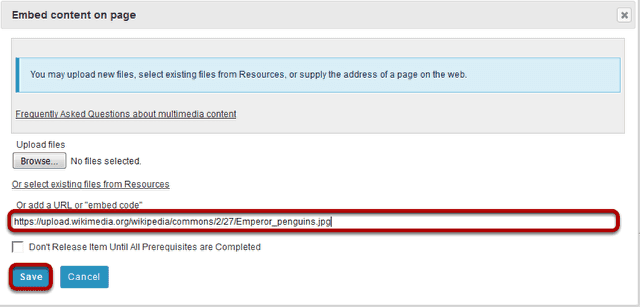 Embed content on page
You may upload new files, select existing files from Resources, or supply the address of a page on the web.
Frequently Asked Questions about multimedia content
Upload files
Browse... No files selected.
Or select existing files from Resources
Or add a URL or "embed code"
https://upload.wikimedia.org/wikipedia/commons/2/27/Emperor_penguins.jpg
Don't Release Item Until All Prerequisites are Completed
Save Cancel